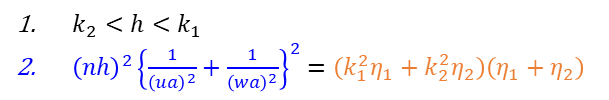 1. k₂ < h < k₁
2. (nh)² {1/(ua)² + 1/(wa)²}² = (k₁²η₁ + k₂²η₂)(η₁ + η₂)